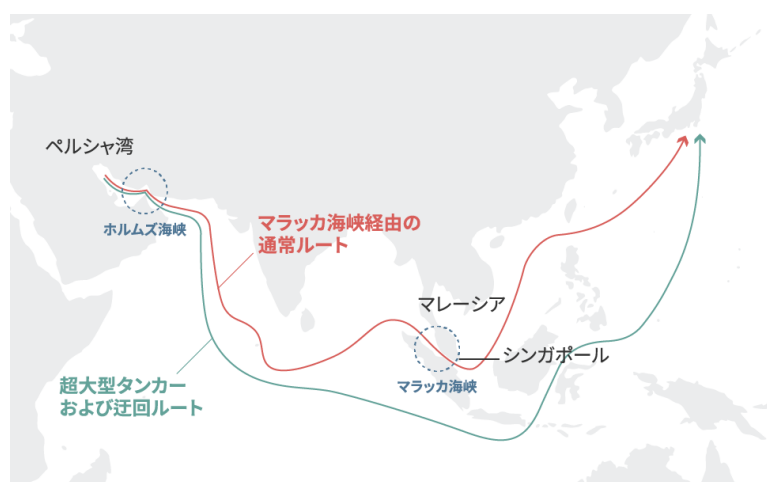 ペルシャ湾
ホルムズ海峡
マラッカ海峡経由の
通常ルート
マレーシア
シンガポール
マラッカ海峡
超大型タンカー
および迂回ルート